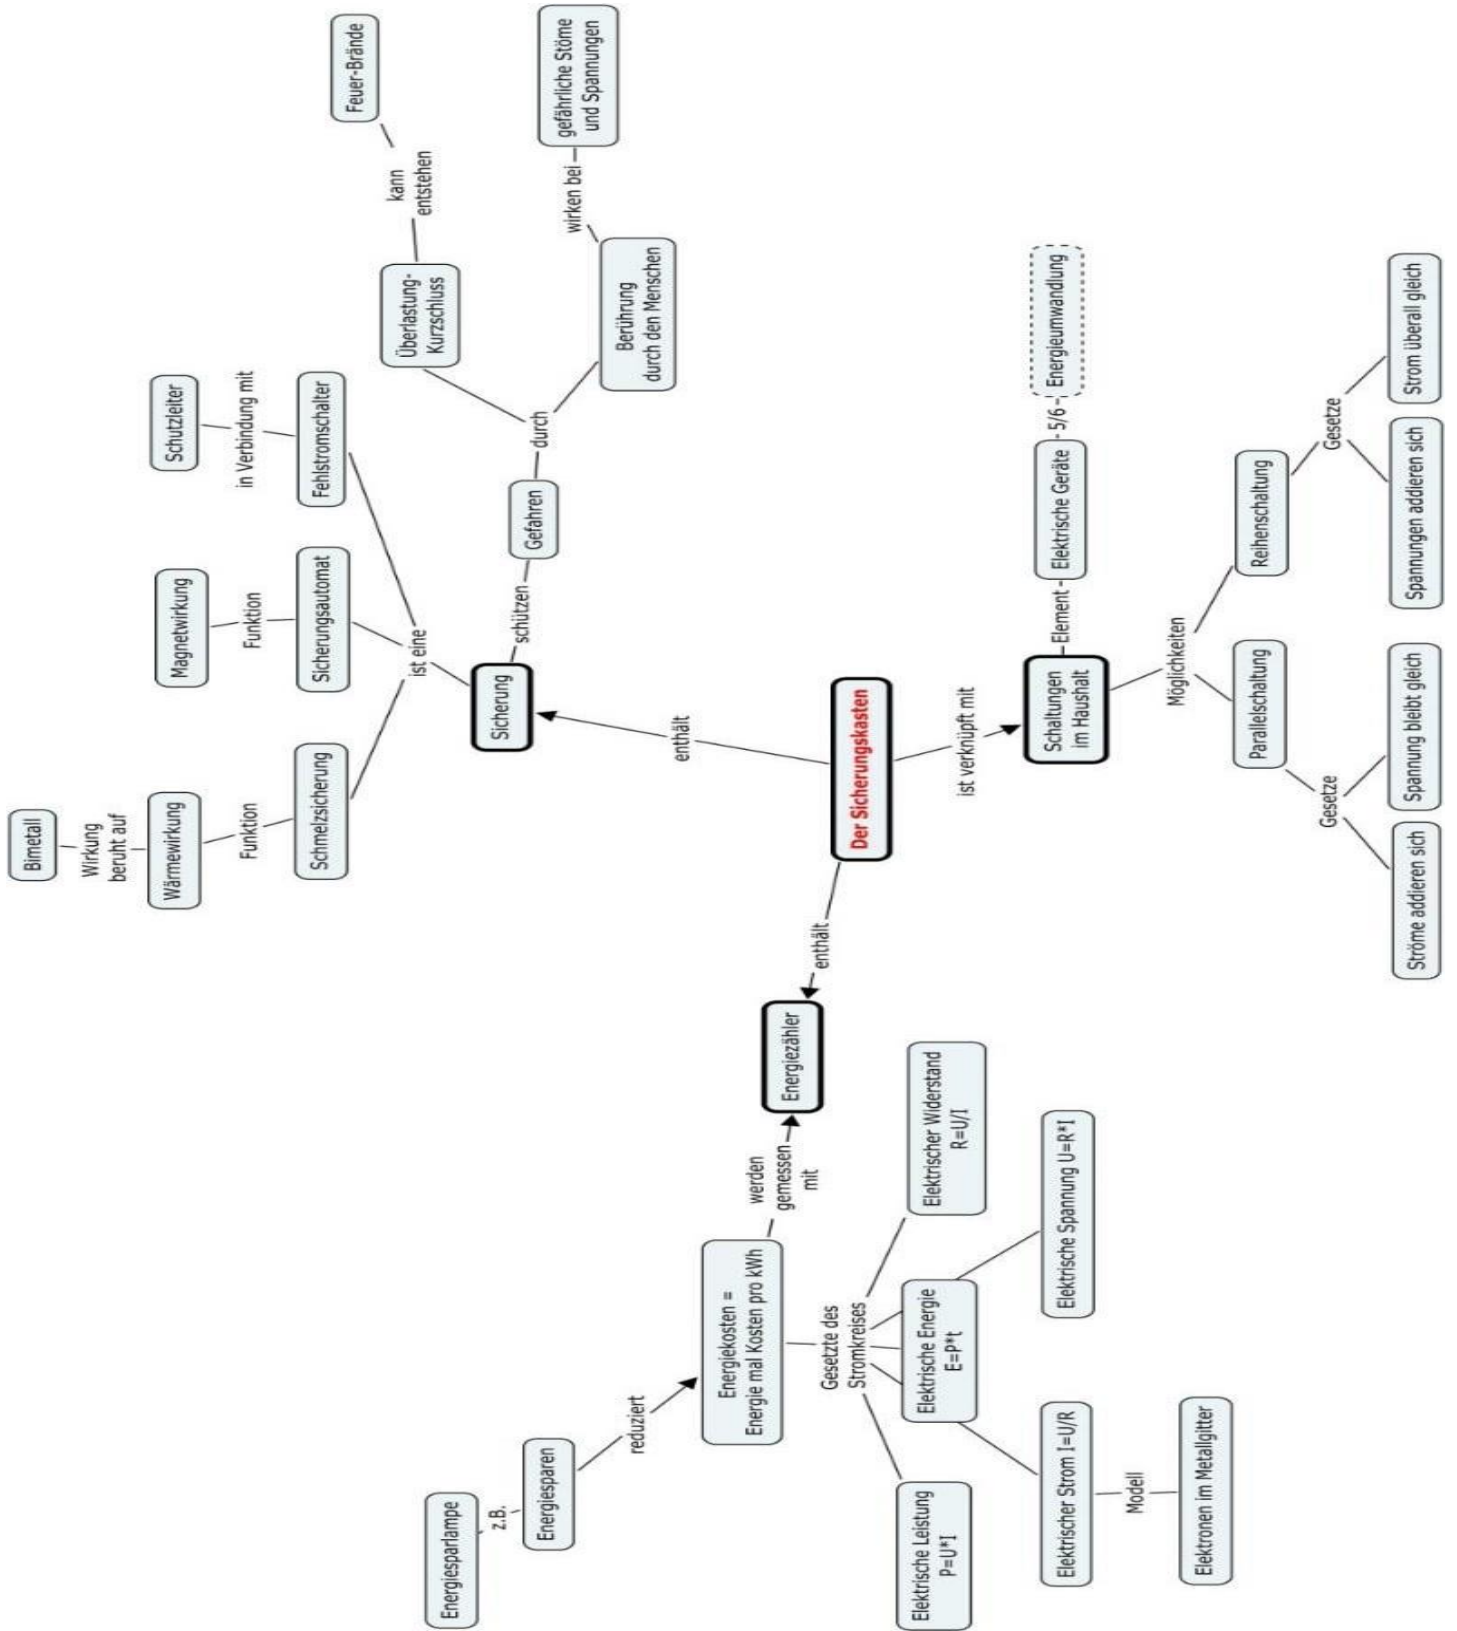 Energiesparlampe
z.B.
Energiesparen
reduziert
Energiekosten =
Energie mal Kosten pro kWh
werden
gemessen
mit
Energiezähler
Gesetzte des
Stromkreises
Elektrische Leistung
P=U*I
Elektrische Energie
E=P*t
Elektrischer Widerstand
R=U/I
Elektrischer Strom I=U/R
Elektrische Spannung U=R*I
Modell
Elektronen im Metallgitter
enthält
Der Sicherungskasten
enthält
Sicherung
ist eine
Schmelzsicherung
Funktion
Wärmewirkung
Wirkung
beruht auf
Bimetall
Sicherungsautomat
Funktion
Magnetwirkung
Fehlstromschalter
in Verbindung mit
Schutzleiter
schützen
Gefahren
durch
Überlastung-
Kurzschluss
kann
entstehen
Feuer-Brände
Berührung
durch den Menschen
wirken bei
gefährliche Stöme
und Spannungen
ist verknüpft mit
Schaltungen
im Haushalt
Element
Elektrische Geräte
5/6
Energieumwandlung
Möglichkeiten
Parallelschaltung
Gesetze
Ströme addieren sich
Spannung bleibt gleich
Reihenschaltung
Gesetze
Spannungen addieren sich
Strom überall gleich